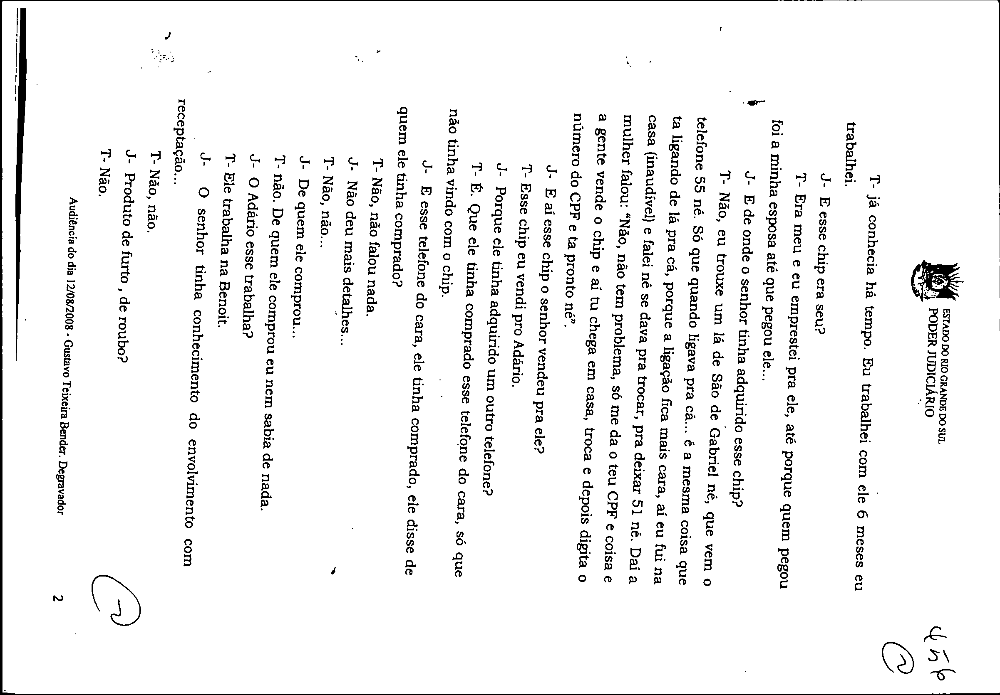 ESTADO DO RIO GRANDE DO SUL
PODER JUDICIÁRIO
456
T- já conhecia há tempo. Eu trabalhei com ele 6 meses eu
trabalhei.
J- E esse chip era seu?
T- Era meu e eu emprestei pra ele, até porque quem pegou
foi a minha esposa até que pegou ele...
J- E de onde o senhor tinha adquirido esse chip?
T- Não, eu trouxe um lá de São de Gabriel né, que vem o
telefone 55 né. Só que quando ligava pra cá... é a mesma coisa que
ta ligando de lá pra cá, porque a ligação fica mais cara, aí eu fui na
casa (inaudível) e falei né se dava pra trocar, pra deixar 51 né. Daí a
mulher falou: “Não, não tem problema, só me da o teu CPF e coisa e
a gente vende o chip e aí tu chega em casa, troca e depois digita o
número do CPF e ta pronto né”.
J- E aí esse chip o senhor vendeu pra ele?
T- Esse chip eu vendi pro Adário.
J- Porque ele tinha adquirido um outro telefone?
T- É. Que ele tinha comprado esse telefone do cara, só que
não tinha vindo com o chip.
J- E esse telefone do cara, ele tinha comprado, ele disse de
quem ele tinha comprado?
T- Não, não falou nada.
J- Não deu mais detalhes...
T- Não, não...
J- De quem ele comprou...
T- não. De quem ele comprou eu nem sabia de nada.
J- O Adário esse trabalha?
T- Ele trabalha na Benoit.
J- O senhor tinha conhecimento do envolvimento com
receptação...
T- Não, não.
J- Produto de furto , de roubo?
T- Não.
Audiência do dia 12/08/2008 - Gustavo Teixeira Bender. Degravador
2